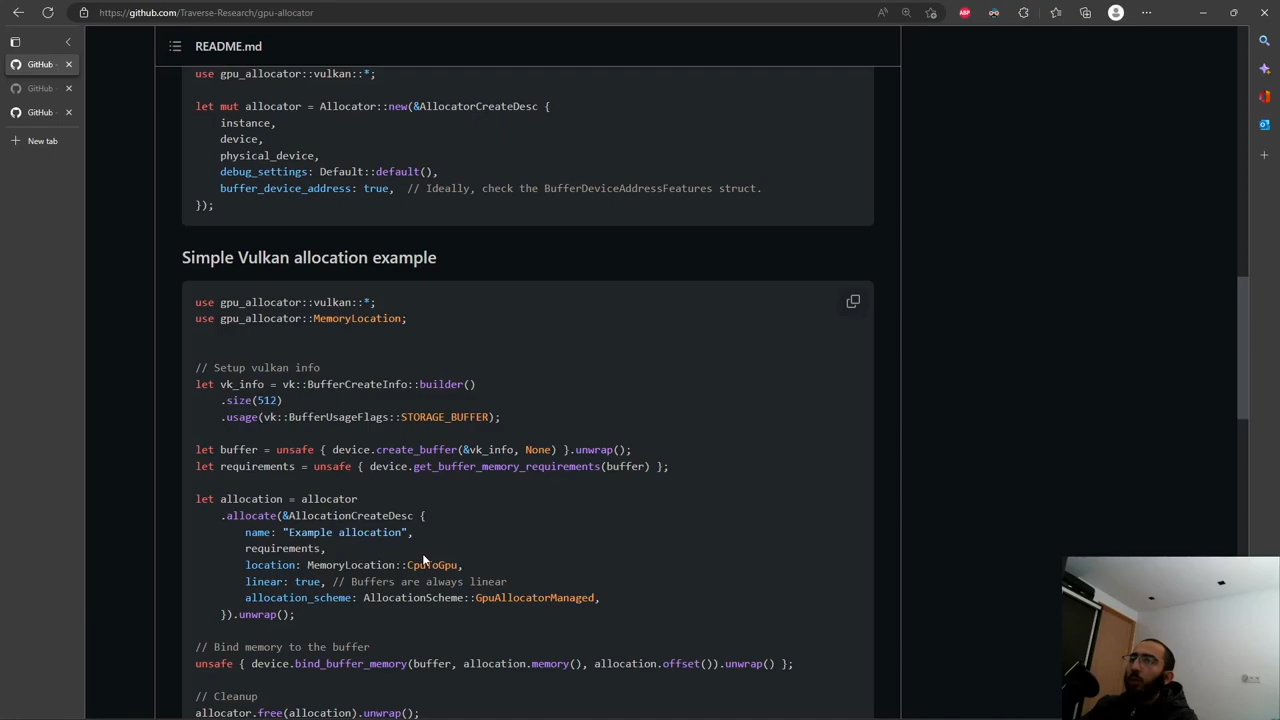 https://github.com/Traverse-Research/gpu-allocator
GitHub
GitHub
GitHub
New tab
README.md
use gpu_allocator::vulkan::*;
let mut allocator = Allocator::new(&AllocatorCreateDesc {
instance,
device,
physical_device,
debug_settings: Default::default(),
buffer_device_address: true,  // Ideally, check the BufferDeviceAddressFeatures struct.
});
Simple Vulkan allocation example
use gpu_allocator::vulkan::*;
use gpu_allocator::MemoryLocation;
// Setup vulkan info
let vk_info = vk::BufferCreateInfo::builder()
.size(512)
.usage(vk::BufferUsageFlags::STORAGE_BUFFER);
let buffer = unsafe { device.create_buffer(&vk_info, None) }.unwrap();
let requirements = unsafe { device.get_buffer_memory_requirements(buffer) };
let allocation = allocator
.allocate(&AllocationCreateDesc {
name: "Example allocation",
requirements,
location: MemoryLocation::CpuToGpu,
linear: true, // Buffers are always linear
allocation_scheme: AllocationScheme::GpuAllocatorManaged,
}).unwrap();
// Bind memory to the buffer
unsafe { device.bind_buffer_memory(buffer, allocation.memory(), allocation.offset()).unwrap() };
// Cleanup
allocator.free(allocation).unwrap();